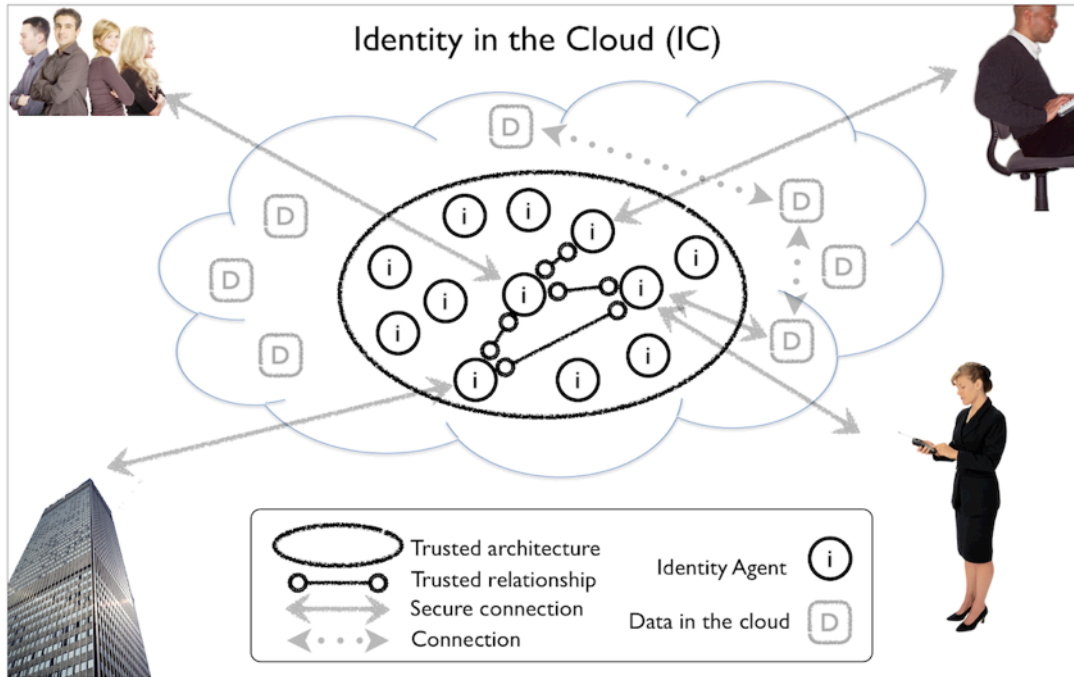 Identity in the Cloud (IC)
D
D
D
i
i
i
D
i
i
D
i
D
i
i
i
i
D
D
i
i
i
Trusted architecture
Trusted relationship
Secure connection
Connection
Identity Agent i
Data in the cloud D